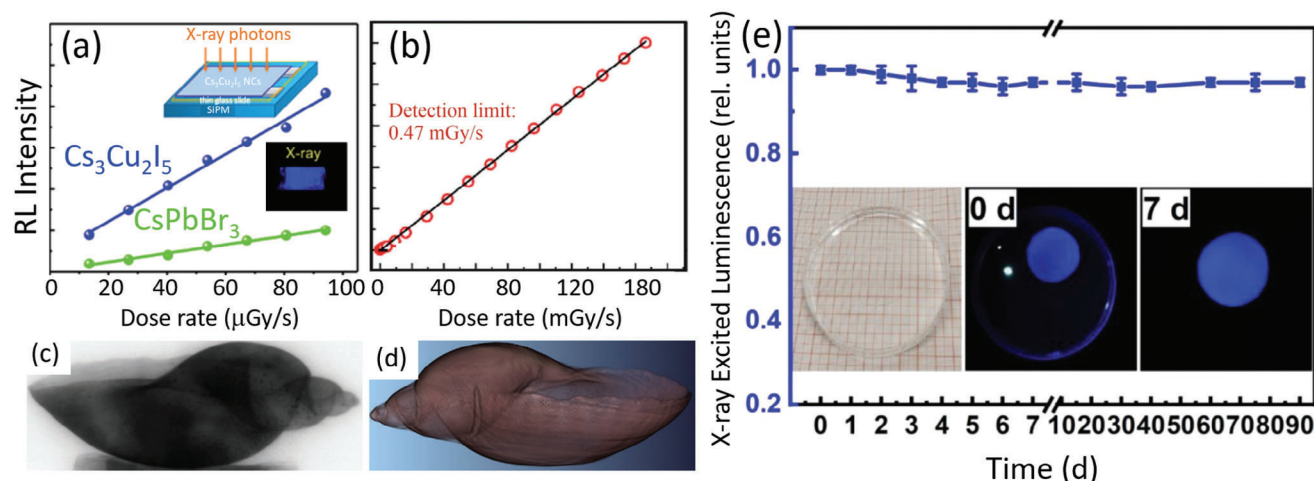 (a)
X-ray photons
Cs₃Cu₂I₅ NCs
thin glass slide
SiPM
Cs₃Cu₂I₅
X-ray
CsPbBr₃
RL Intensity
0 20 40 60 80 100
Dose rate (μGy/s)
(b)
Detection limit:
0.47 mGy/s
0 40 80 120 180
Dose rate (mGy/s)
(c)
(d)
(e)
X-ray Excited Luminescence (rel. units)
1.0
0.8
0.6
0.4
0.2
0 d
7 d
0 1 2 3 4 5 6 7 10 20 30 40 50 60 70 80 90
Time (d)